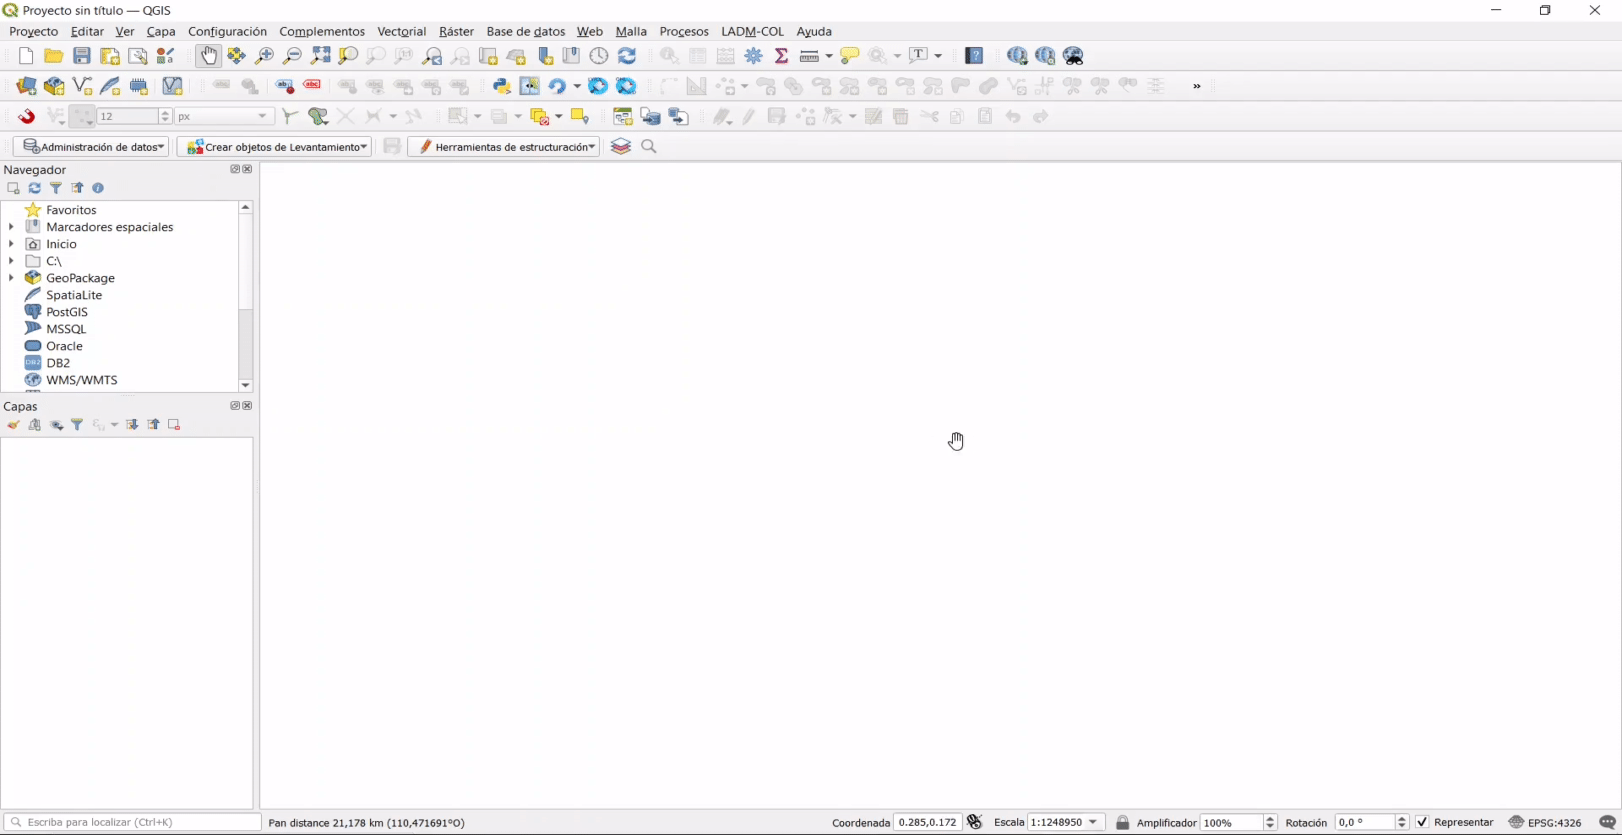 Proyecto sin título — QGIS
Proyecto Editar Ver Capa Configuración Complementos Vectorial Ráster Base de datos Web Malla Procesos LADM-COL Ayuda
12 px
Administración de datos Crear objetos de Levantamiento Herramientas de estructuración
Navegador
Favoritos
Marcadores espaciales
Inicio
C:\
GeoPackage
SpatiaLite
PostGIS
MSSQL
Oracle
DB2
WMS/WMTS
Capas
Escriba para localizar (Ctrl+K) Pan distance 21,178 km (110,471691°O) Coordenada 0.285,0.172 Escala 1:1248950 Amplificador 100% Rotación 0,0 ° Representar EPSG:4326